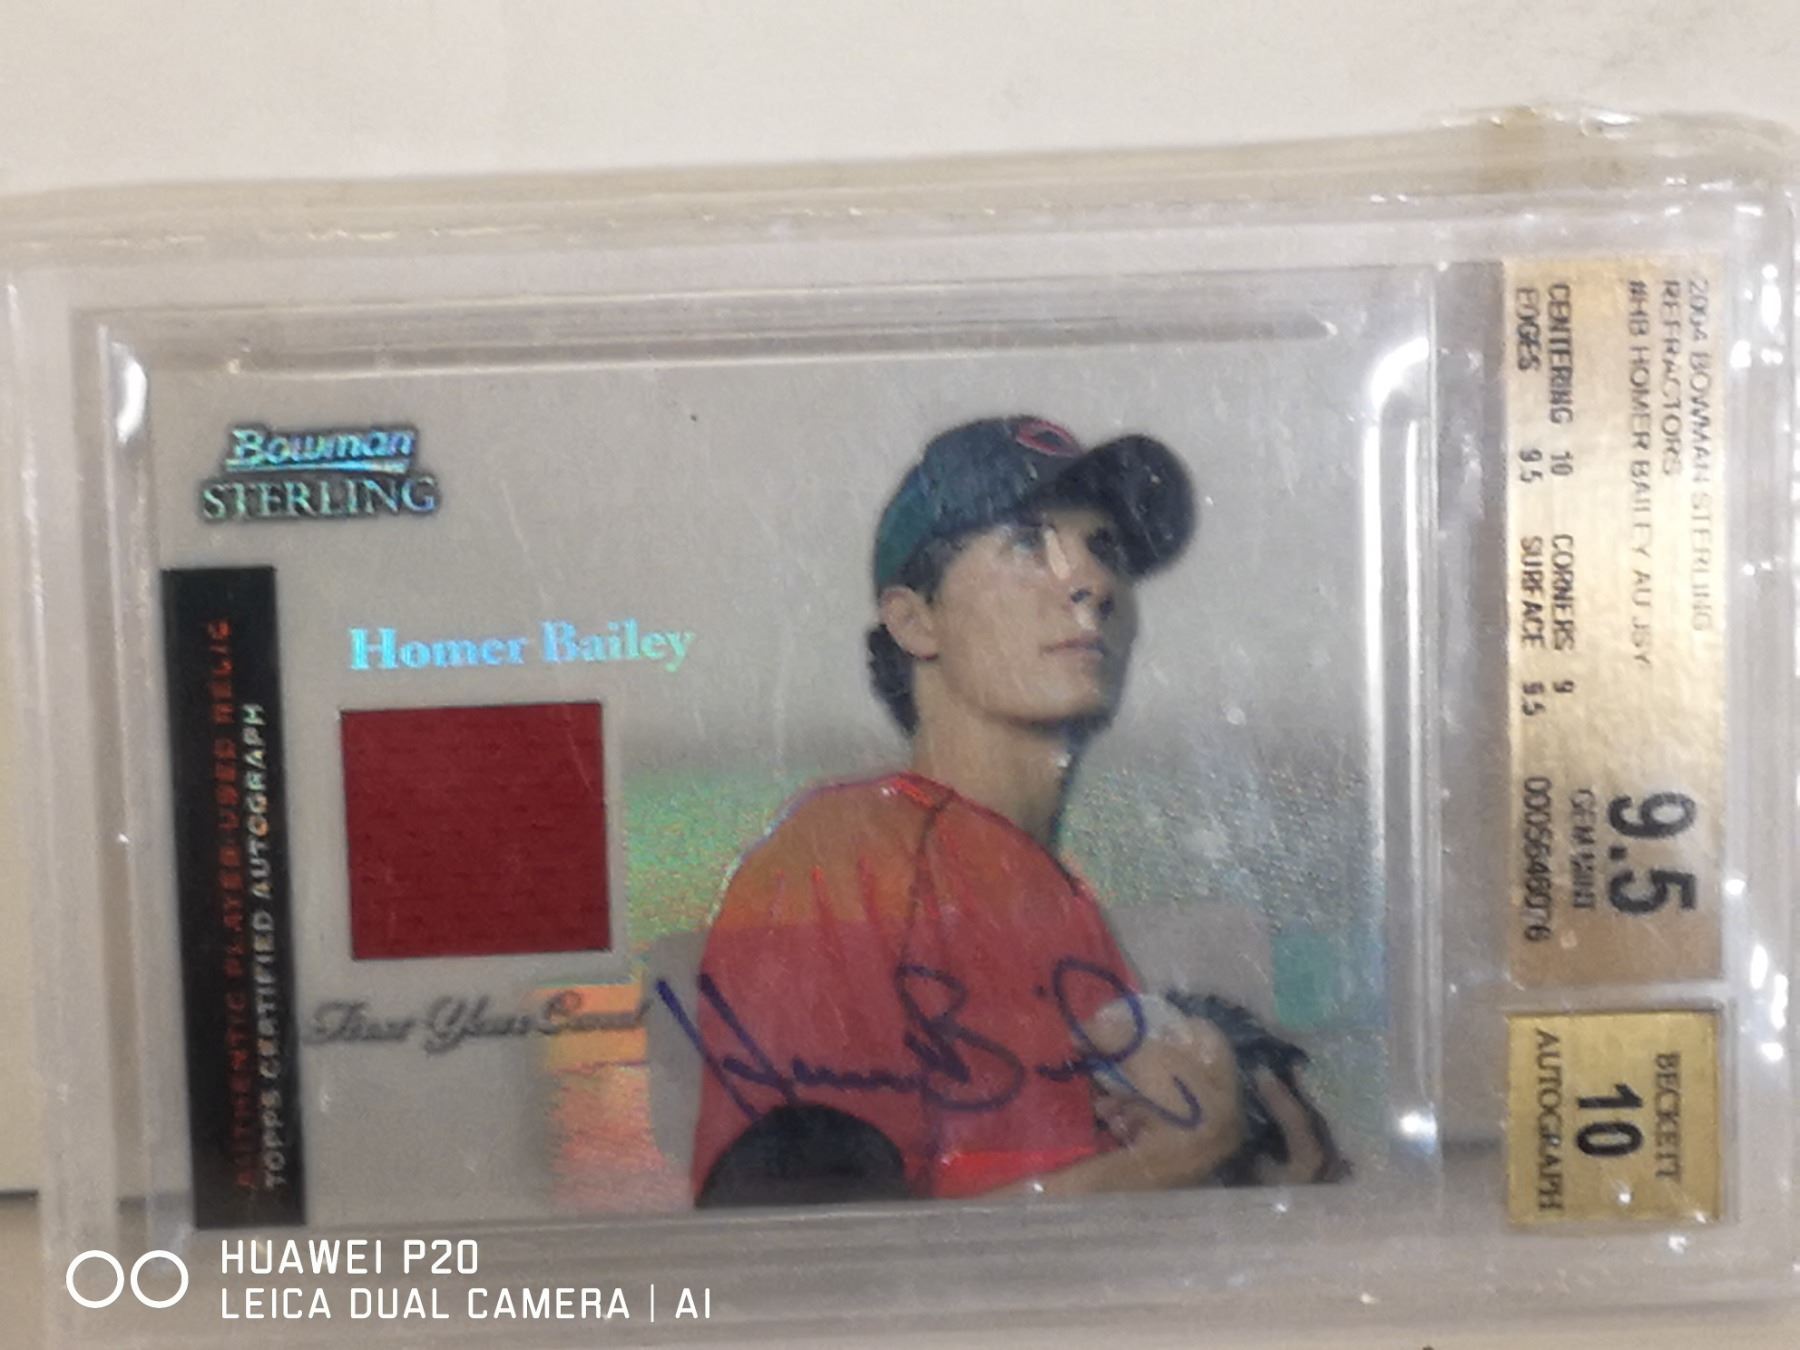 Bowman
STERLING
Homer Bailey
AUTHENTIC PLAYER-USED RELIC
TOPPS CERTIFIED AUTOGRAPH
First Year Card
Homer Bailey
2004 BOWMAN STERLING
REFRACTORS
#HB HOMER BAILEY AU JSY
CENTERING 10 CORNERS 9
EDGES 9.5 SURFACE 9.5
9.5
GEM MINT
0005646076
BECKETT
10
AUTOGRAPH
HUAWEI P20
LEICA DUAL CAMERA | AI